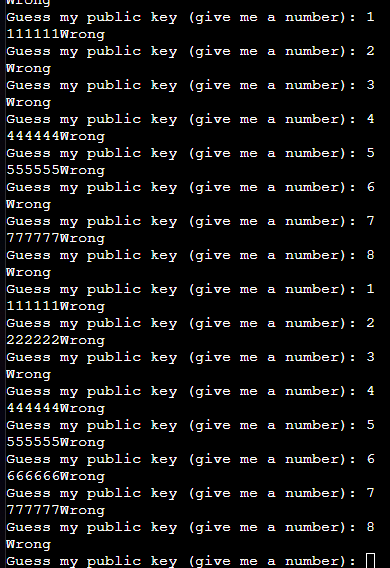 Wrong
Guess my public key (give me a number): 1
111111Wrong
Guess my public key (give me a number): 2
Wrong
Guess my public key (give me a number): 3
Wrong
Guess my public key (give me a number): 4
444444Wrong
Guess my public key (give me a number): 5
555555Wrong
Guess my public key (give me a number): 6
Wrong
Guess my public key (give me a number): 7
777777Wrong
Guess my public key (give me a number): 8
Wrong
Guess my public key (give me a number): 1
111111Wrong
Guess my public key (give me a number): 2
222222Wrong
Guess my public key (give me a number): 3
Wrong
Guess my public key (give me a number): 4
444444Wrong
Guess my public key (give me a number): 5
555555Wrong
Guess my public key (give me a number): 6
666666Wrong
Guess my public key (give me a number): 7
777777Wrong
Guess my public key (give me a number): 8
Wrong
Guess my public key (give me a number):